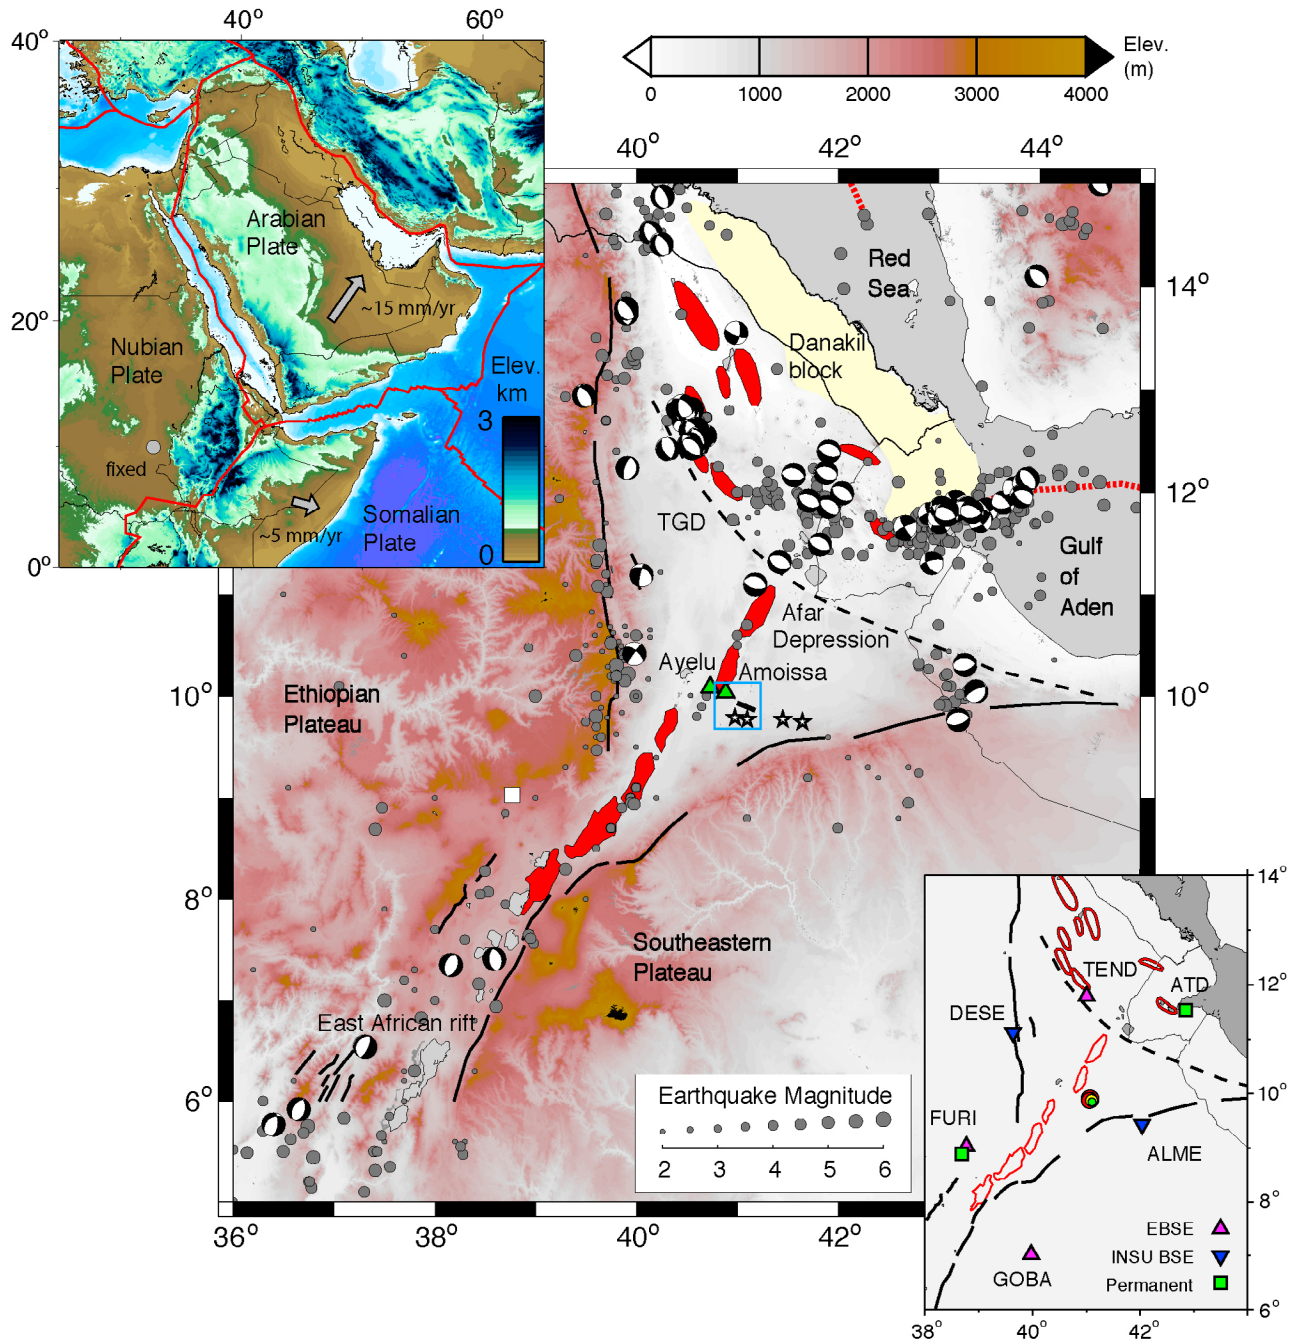 40°
60°
40°
20°
0°
Arabian
Plate
~15 mm/yr
Nubian
Plate
fixed
~5 mm/yr
Somalian
Plate
Elev.
km
3
0
Elev.
(m)
0
1000
2000
3000
4000
40°
42°
44°
14°
12°
10°
Red
Sea
Danakil
block
TGD
Gulf
of
Aden
Afar
Depression
Ayelu
Amoissa
10°
8°
6°
Ethiopian
Plateau
Southeastern
Plateau
East African rift
Earthquake Magnitude
2
3
4
5
6
36°
38°
40°
42°
14°
12°
10°
8°
6°
TEND
ATD
DESE
FURI
ALME
GOBA
EBSE
INSU BSE
Permanent
38°
40°
42°